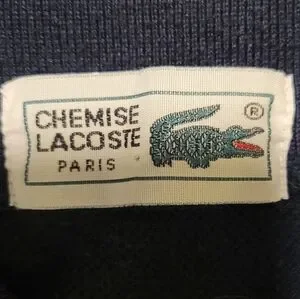 CHEMISE
LACOSTE
PARIS
®